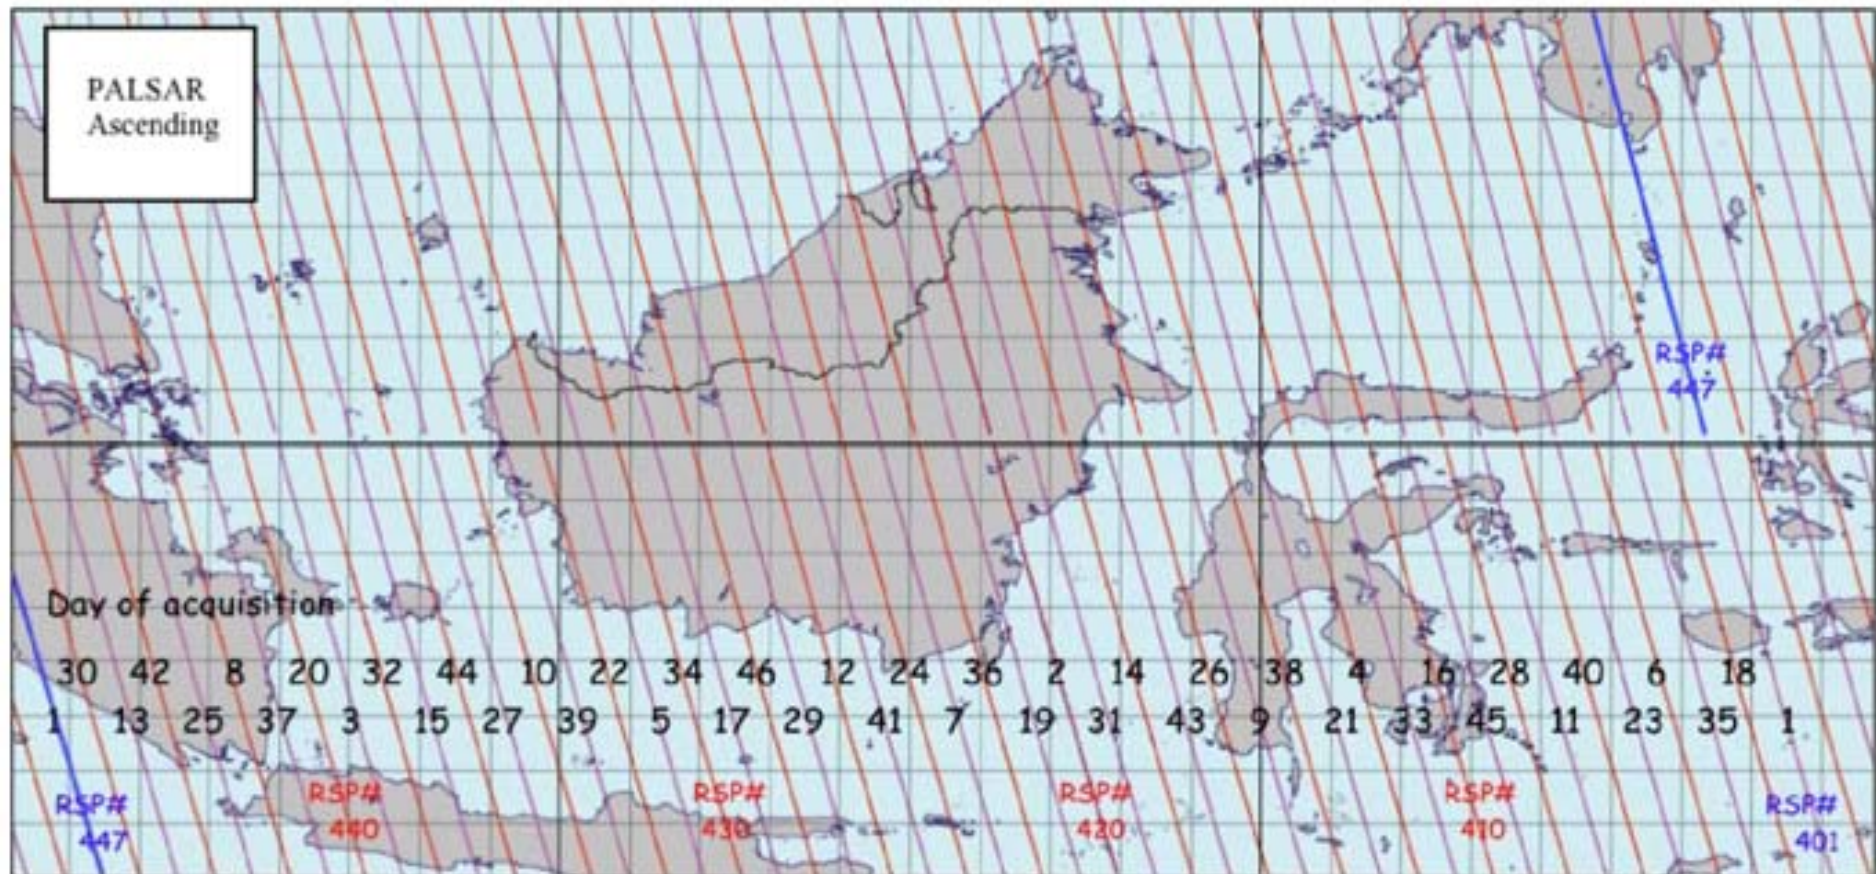 PALSAR
Ascending
RSP#
447
Day of acquisition
30 42 8 20 32 44 10 22 34 46 12 24 36 2 14 26 38 4 16 28 40 6 18
1 13 25 37 3 15 27 39 5 17 29 41 7 19 31 43 9 21 33 45 11 23 35 1
RSP# RSP# RSP# RSP# RSP# RSP#
447 440 430 420 410 401